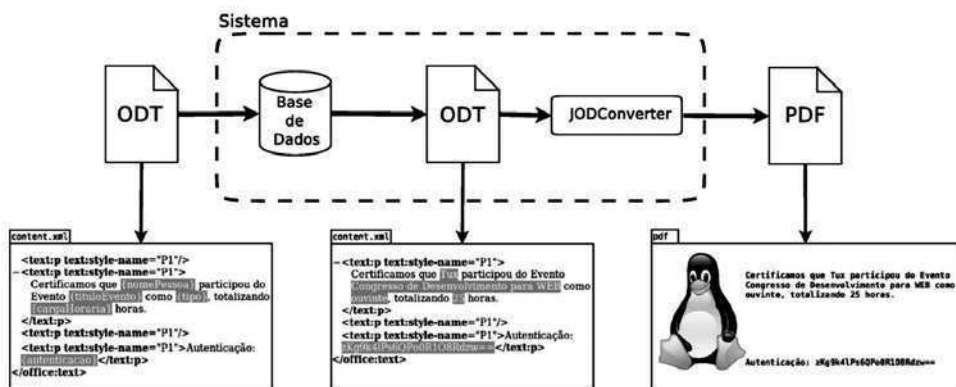 Sistema
ODT
Base
de
Dados
ODT
JODConverter
PDF
content.xml
<text:p text:style-name="P1"/>
−<text:p text:style-name="P1">
Certificamos que {nomePessoa} participou do
Evento {tituloEvento} como {tipo}, totalizando
{cargaHoraria} horas.
</text:p>
<text:p text:style-name="P1"/>
<text:p text:style-name="P1">Autenticação:
{autenticacao}</text:p>
</office:text>
content.xml
−<text:p text:style-name="P1">
Certificamos que Tux participou do Evento
Congresso de Desenvolvimento para WEB como
ouvinte, totalizando 25 horas.
</text:p>
<text:p text:style-name="P1"/>
<text:p text:style-name="P1">Autenticação:
zKg9k4lPs6QPo0R1O8Rdzw==</text:p>
</office:text>
pdf
Certificamos que Tux participou do Evento
Congresso de Desenvolvimento para WEB como
ouvinte, totalizando 25 horas.
Autenticação: zKg9k4lPs6QPo0R1O8Rdzw==